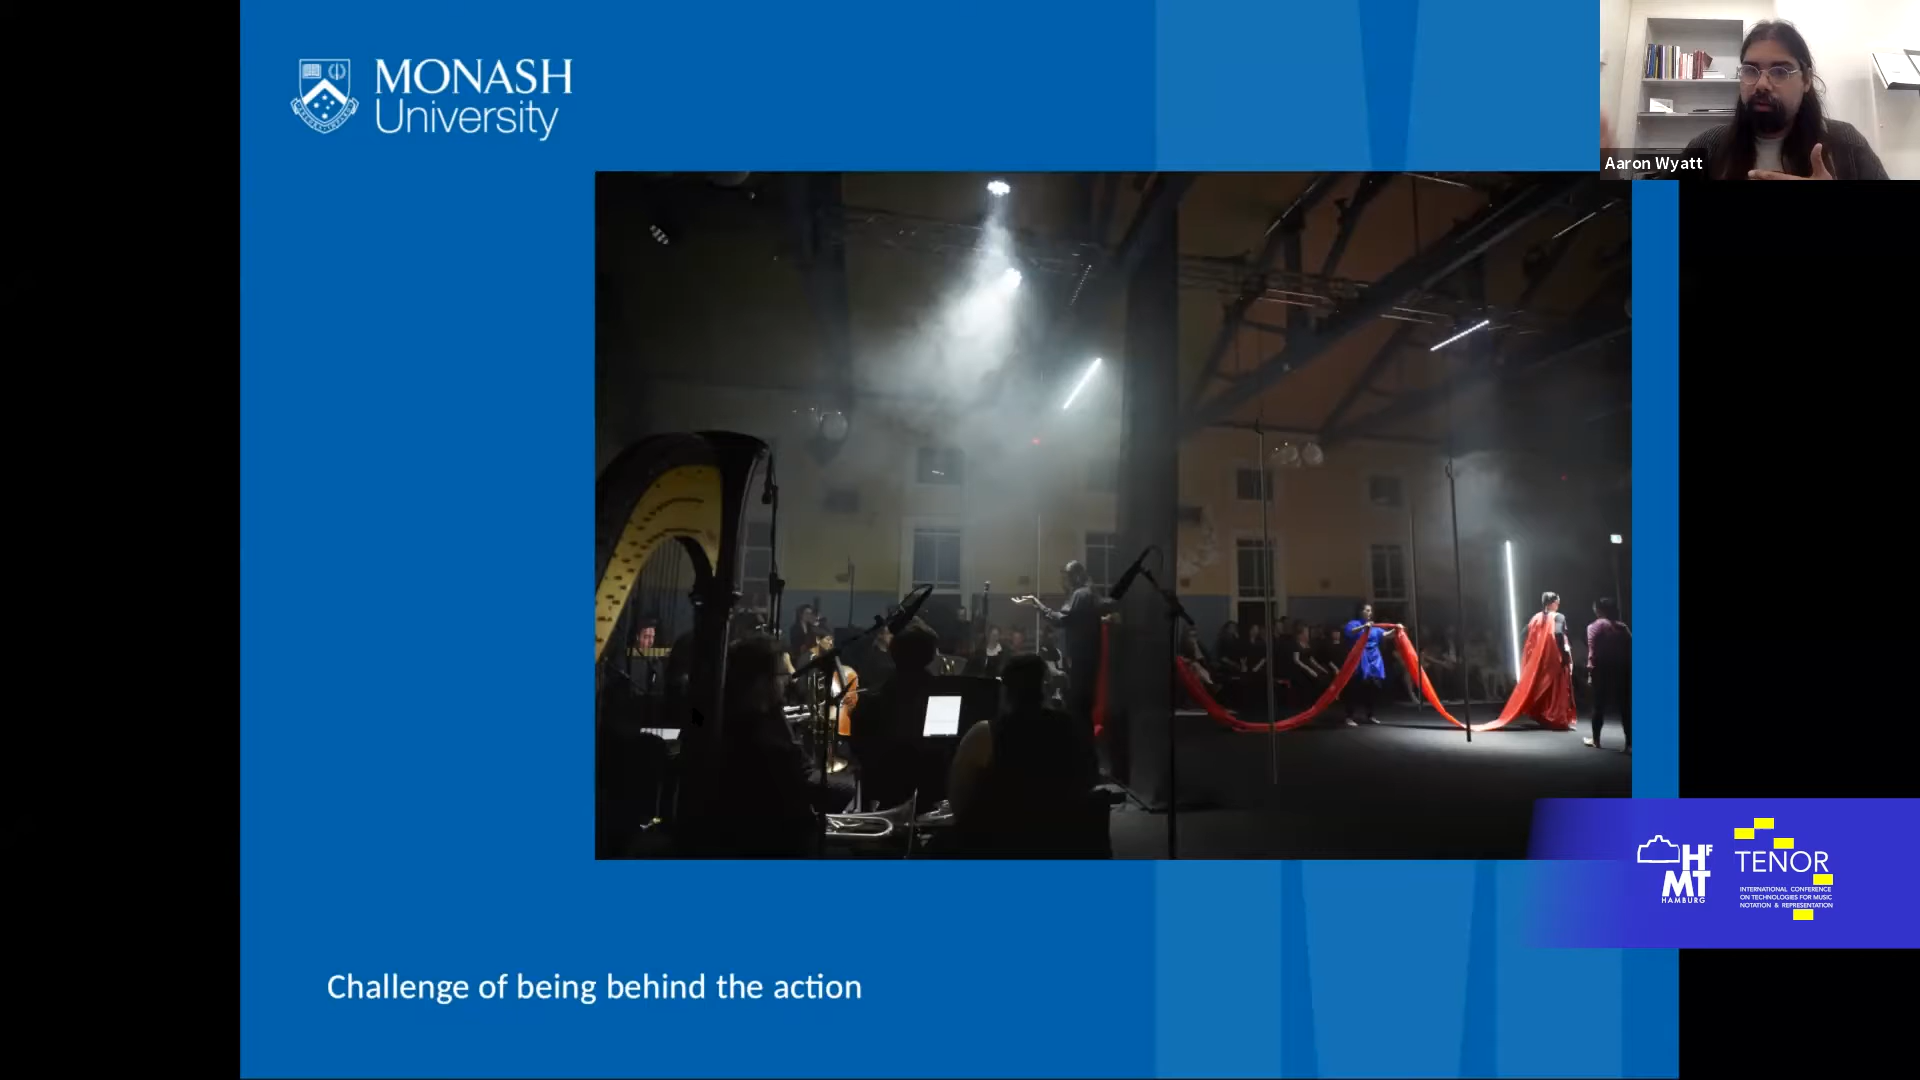 MONASH
University
Aaron Wyatt
HfMT
HAMBURG
TENOR
INTERNATIONAL CONFERENCE
ON TECHNOLOGIES FOR MUSIC
NOTATION & REPRESENTATION
Challenge of being behind the action